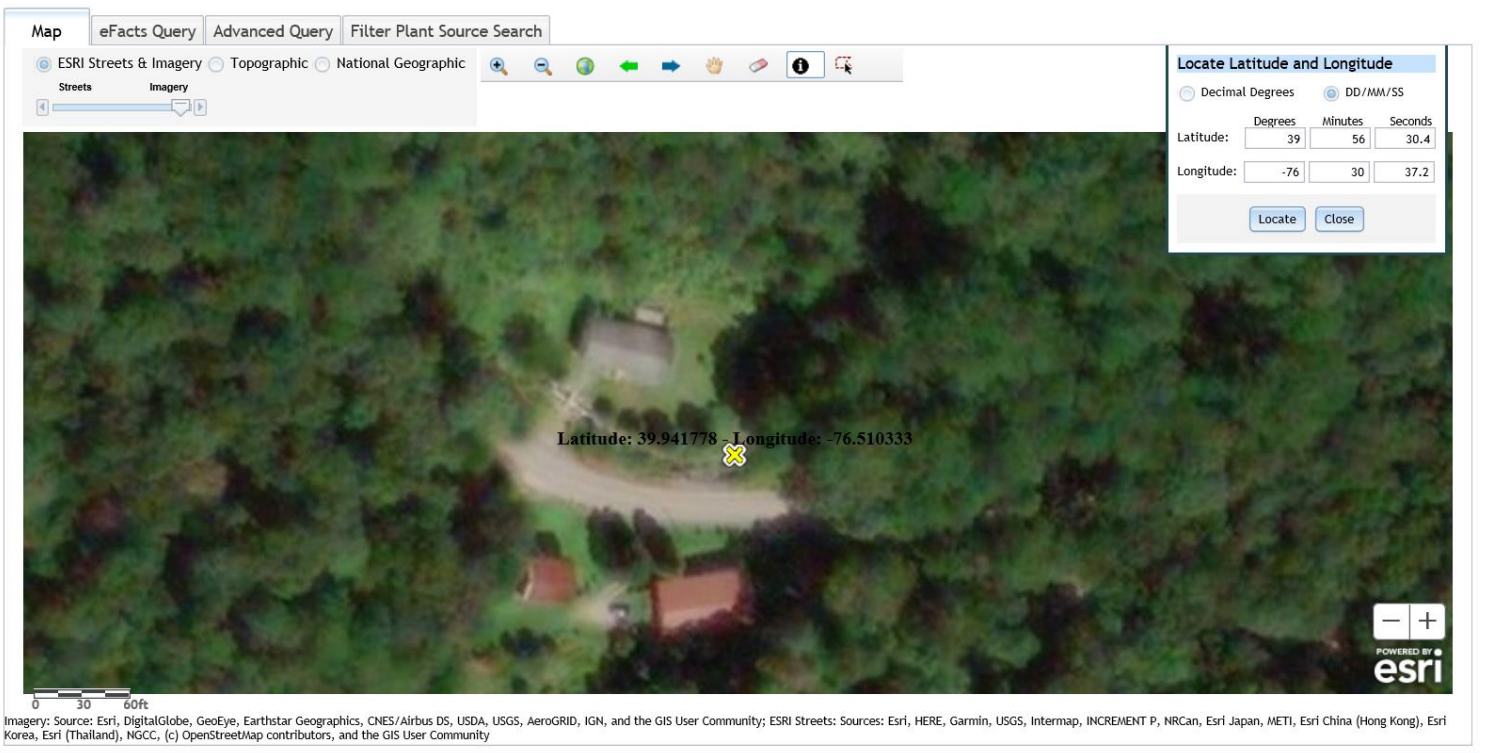 Map eFacts Query Advanced Query Filter Plant Source Search
ESRI Streets & Imagery Topographic National Geographic
Streets Imagery
Locate Latitude and Longitude
Decimal Degrees DD/MM/SS
Degrees Minutes Seconds
Latitude: 39 56 30.4
Longitude: -76 30 37.2
Locate Close
Latitude: 39.941778 - Longitude: -76.510333
POWERED BY
esri
0 30 60ft
Imagery: Source: Esri, DigitalGlobe, GeoEye, Earthstar Geographics, CNES/Airbus DS, USDA, USGS, AeroGRID, IGN, and the GIS User Community; ESRI Streets: Sources: Esri, HERE, Garmin, USGS, Intermap, INCREMENT P, NRCan, Esri Japan, METI, Esri China (Hong Kong), Esri
Korea, Esri (Thailand), NGCC, (c) OpenStreetMap contributors, and the GIS User Community